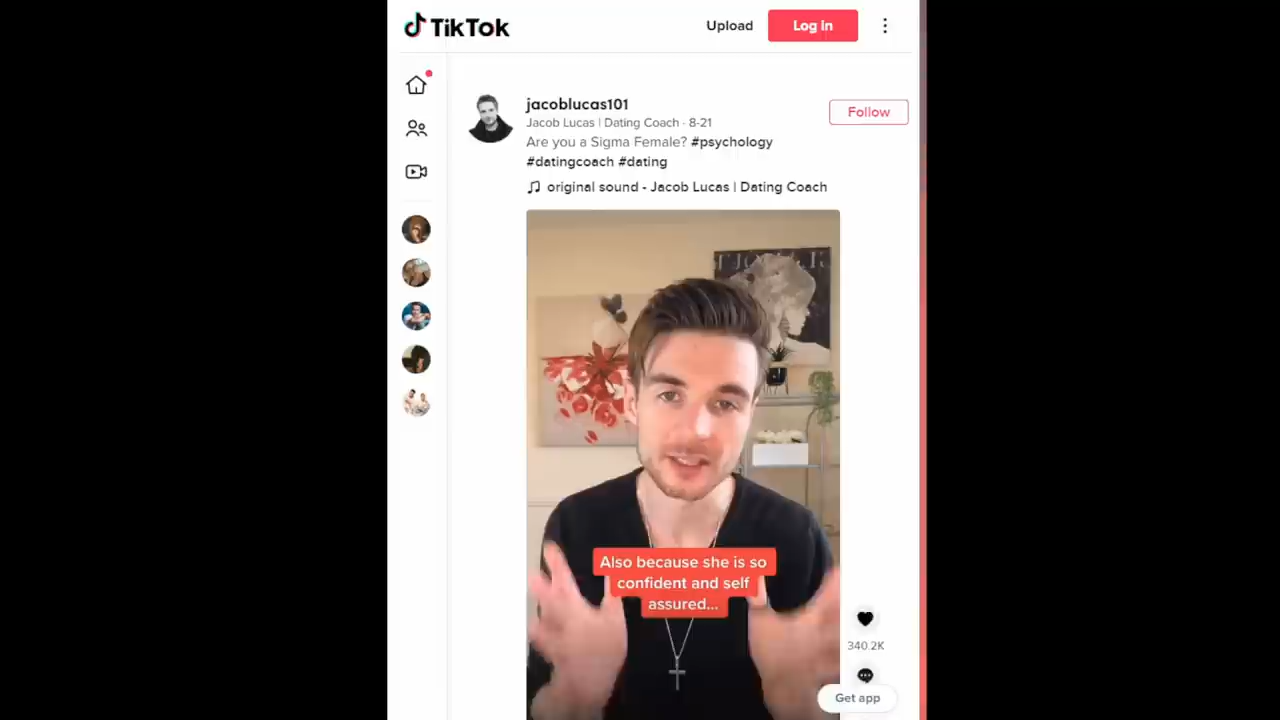 TikTok
Upload
Log in
jacoblucas101
Jacob Lucas | Dating Coach · 8-21
Follow
Are you a Sigma Female? #psychology
#datingcoach #dating
original sound - Jacob Lucas | Dating Coach
Also because she is so
confident and self
assured...
340.2K
Get app